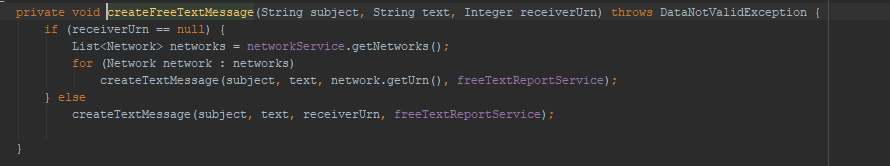 private void createFreeTextMessage(String subject, String text, Integer receiverUrn) throws DataNotValidException {
if (receiverUrn == null) {
List<Network> networks = networkService.getNetworks();
for (Network network : networks)
createTextMessage(subject, text, network.getUrn(), freeTextReportService);
} else
createTextMessage(subject, text, receiverUrn, freeTextReportService);
}